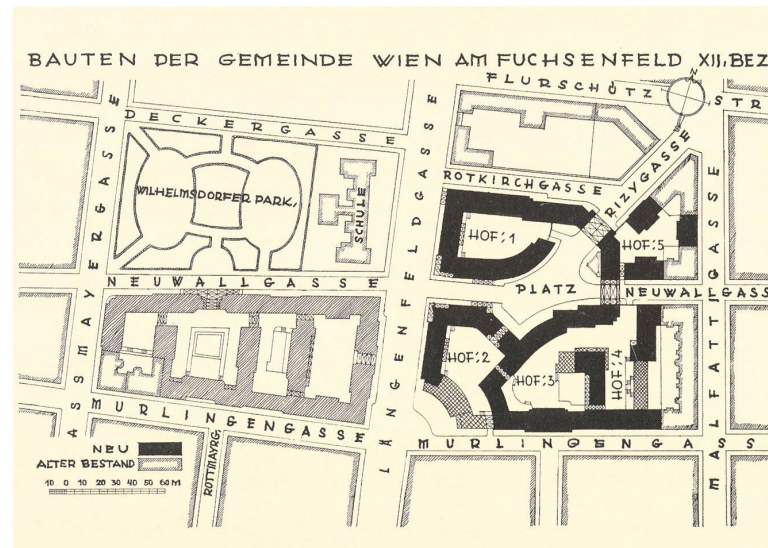 BAUTEN DER GEMEINDE WIEN AM FUCHSENFELD XII. BEZ
N
S
FLURSCHÜTZ STR
DECKERGASSE
ROTKIRCHGASSE
RIZYGASSE
WILHELMSDORFER PARK.
SCHULE
HOF: 1
HOF: 5
NEUWALLGASSE
PLATZ
NEUWALLGASS
HOF: 2
HOF: 3
HOF: 4
ASSMAYERGASSE
LÄNGENFELDGASSE
MALFATTIGASSE
MURLINGENGASSE
MURLINGENGASS
ROTTMAYRG.
NEU
ALTER BESTAND
10 0 10 20 30 40 50 60 M